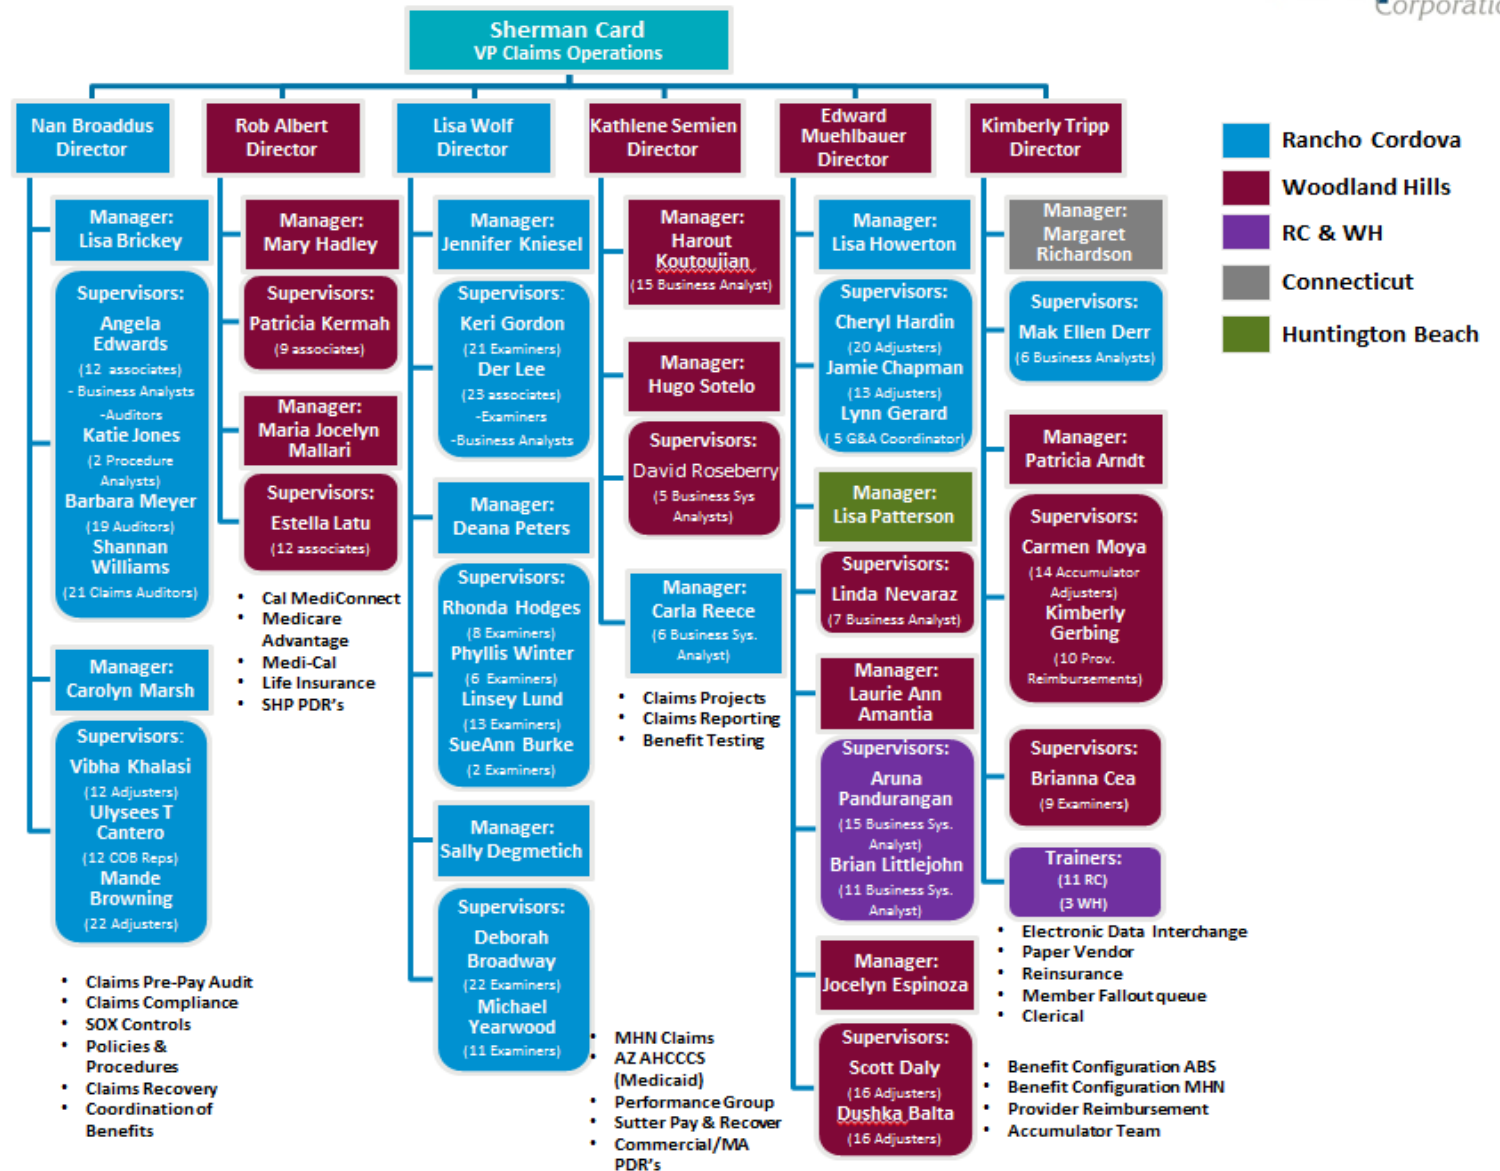 Corporatio
Sherman Card
VP Claims Operations
Nan Broaddus
Director
Rob Albert
Director
Lisa Wolf
Director
Kathlene Semien
Director
Edward
Muehlbauer
Director
Kimberly Tripp
Director
Rancho Cordova
Woodland Hills
RC & WH
Connecticut
Huntington Beach
Manager:
Lisa Brickey
Supervisors:
Angela
Edwards
(12 associates)
- Business Analysts
-Auditors
Katie Jones
(2 Procedure
Analysts)
Barbara Meyer
(19 Auditors)
Shannan
Williams
(21 Claims Auditors)
Manager:
Carolyn Marsh
Supervisors:
Vibha Khalasi
(12 Adjusters)
Ulysees T
Cantero
(12 COB Reps)
Mande
Browning
(22 Adjusters)
• Claims Pre-Pay Audit
• Claims Compliance
• SOX Controls
• Policies &
Procedures
• Claims Recovery
• Coordination of
Benefits
Manager:
Mary Hadley
Supervisors:
Patricia Kermah
(9 associates)
Manager:
Maria Jocelyn
Mallari
Supervisors:
Estella Latu
(12 associates)
• Cal MediConnect
• Medicare
Advantage
• Medi-Cal
• Life Insurance
• SHP PDR's
Manager:
Jennifer Kniesel
Supervisors:
Keri Gordon
(21 Examiners)
Der Lee
(23 associates)
-Examiners
-Business Analysts
Manager:
Deana Peters
Supervisors:
Rhonda Hodges
(8 Examiners)
Phyllis Winter
(6 Examiners)
Linsey Lund
(13 Examiners)
SueAnn Burke
(2 Examiners)
Manager:
Sally Degmetich
Supervisors:
Deborah
Broadway
(22 Examiners)
Michael
Yearwood
(11 Examiners)
• MHN Claims
• AZ AHCCCS
(Medicaid)
• Performance Group
• Sutter Pay & Recover
• Commercial/MA
PDR's
Manager:
Harout
Koutoujian
(15 Business Analyst)
Manager:
Hugo Sotelo
Supervisors:
David Roseberry
(5 Business Sys
Analysts)
Manager:
Carla Reece
(6 Business Sys.
Analyst)
• Claims Projects
• Claims Reporting
• Benefit Testing
Manager:
Lisa Howerton
Supervisors:
Cheryl Hardin
(20 Adjusters)
Jamie Chapman
(13 Adjusters)
Lynn Gerard
( 5 G&A Coordinator)
Manager:
Lisa Patterson
Supervisors:
Linda Nevaraz
(7 Business Analyst)
Manager:
Laurie Ann
Amantia
Supervisors:
Aruna
Pandurangan
(15 Business Sys.
Analyst)
Brian Littlejohn
(11 Business Sys.
Analyst)
Manager:
Jocelyn Espinoza
Supervisors:
Scott Daly
(16 Adjusters)
Dushka Balta
(16 Adjusters)
Manager:
Margaret
Richardson
Supervisors:
Mak Ellen Derr
(6 Business Analysts)
Manager:
Patricia Arndt
Supervisors:
Carmen Moya
(14 Accumulator
Adjusters)
Kimberly
Gerbing
(10 Prov.
Reimbursements)
Supervisors:
Brianna Cea
(9 Examiners)
Trainers:
(11 RC)
(3 WH)
• Electronic Data Interchange
• Paper Vendor
• Reinsurance
• Member Fallout queue
• Clerical
• Benefit Configuration ABS
• Benefit Configuration MHN
• Provider Reimbursement
• Accumulator Team